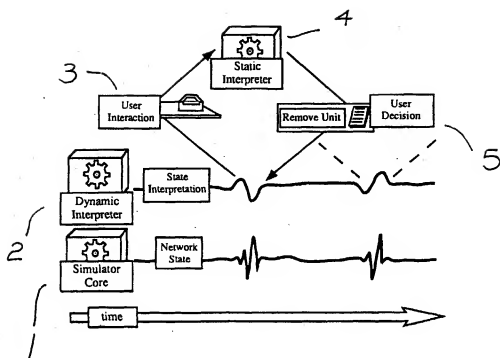 4
Static
Interpreter
3
User
Interaction
Remove Unit
User
Decision
5
State
Interpretation
Dynamic
Interpreter
2
Network
State
Simulator
Core
time